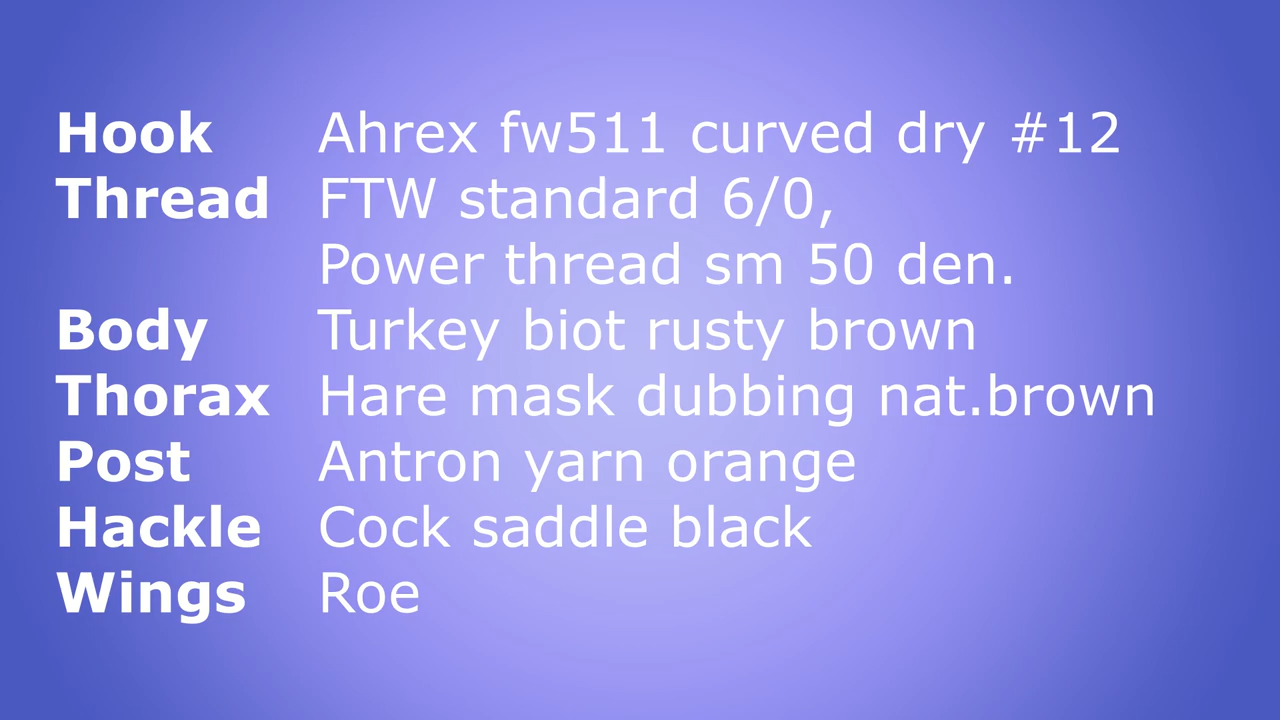 Hook Ahrex fw511 curved dry #12
Thread FTW standard 6/0,
Power thread sm 50 den.
Body Turkey biot rusty brown
Thorax Hare mask dubbing nat.brown
Post Antron yarn orange
Hackle Cock saddle black
Wings Roe